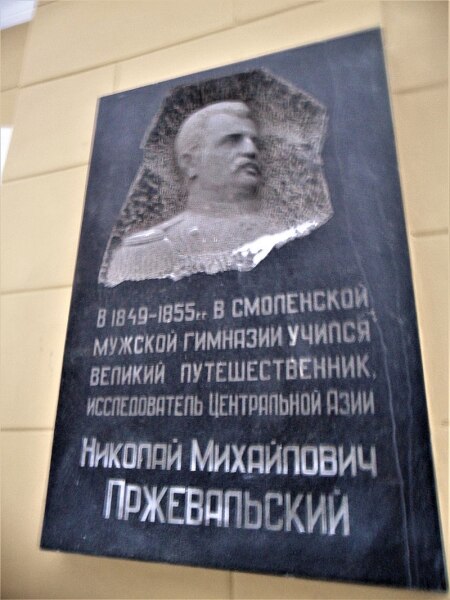 В 1849-1855гг. В СМОЛЕНСКОЙ
МУЖСКОЙ ГИМНАЗИИ УЧИЛСЯ
ВЕЛИКИЙ ПУТЕШЕСТВЕННИК,
ИССЛЕДОВАТЕЛЬ ЦЕНТРАЛЬНОЙ АЗИИ
НИКОЛАЙ МИХАЙЛОВИЧ
ПРЖЕВАЛЬСКИЙ